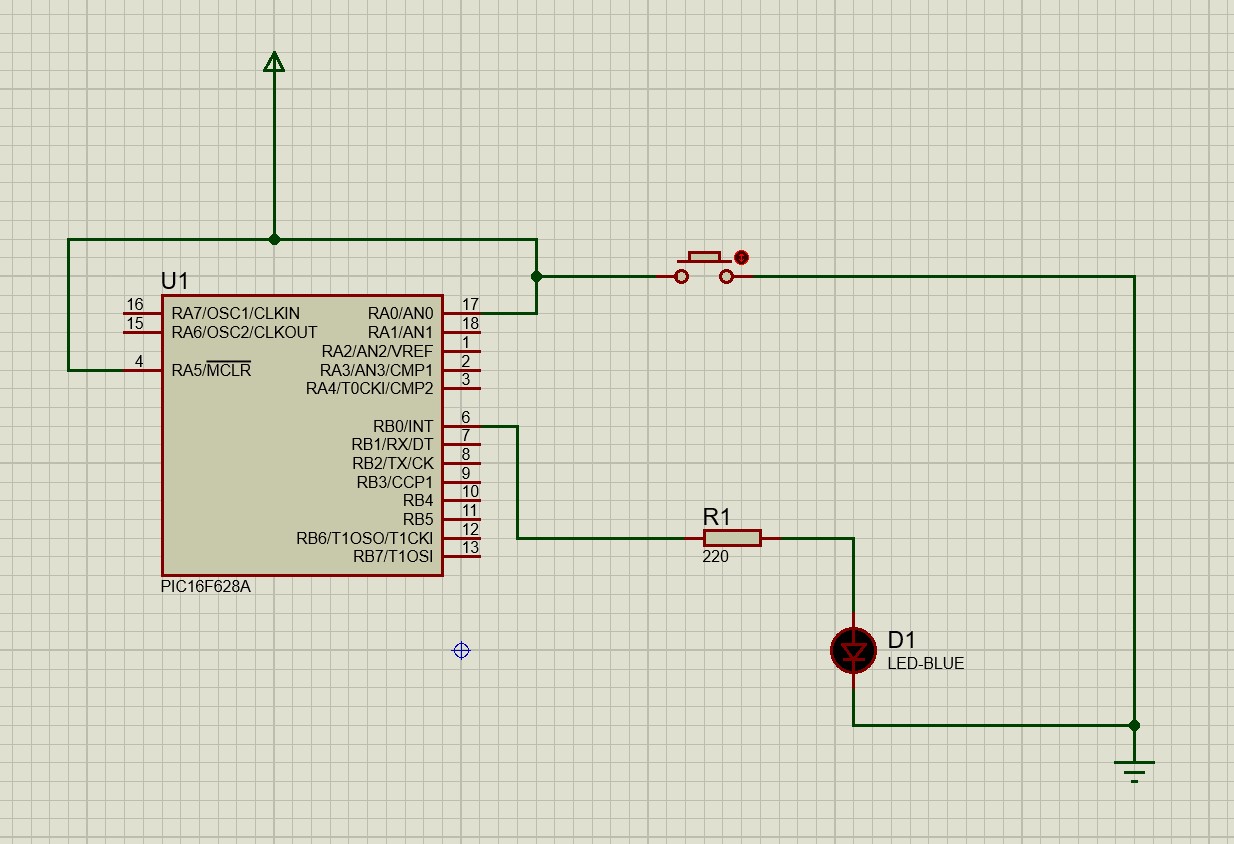 U1
16 RA7/OSC1/CLKIN RA0/AN0 17
15 RA6/OSC2/CLKOUT RA1/AN1 18
RA2/AN2/VREF 1
4 RA5/MCLR RA3/AN3/CMP1 2
RA4/T0CKI/CMP2 3
RB0/INT 6
RB1/RX/DT 7
RB2/TX/CK 8
RB3/CCP1 9
RB4 10
RB5 11
RB6/T1OSO/T1CKI 12
RB7/T1OSI 13
PIC16F628A
R1
220
D1
LED-BLUE